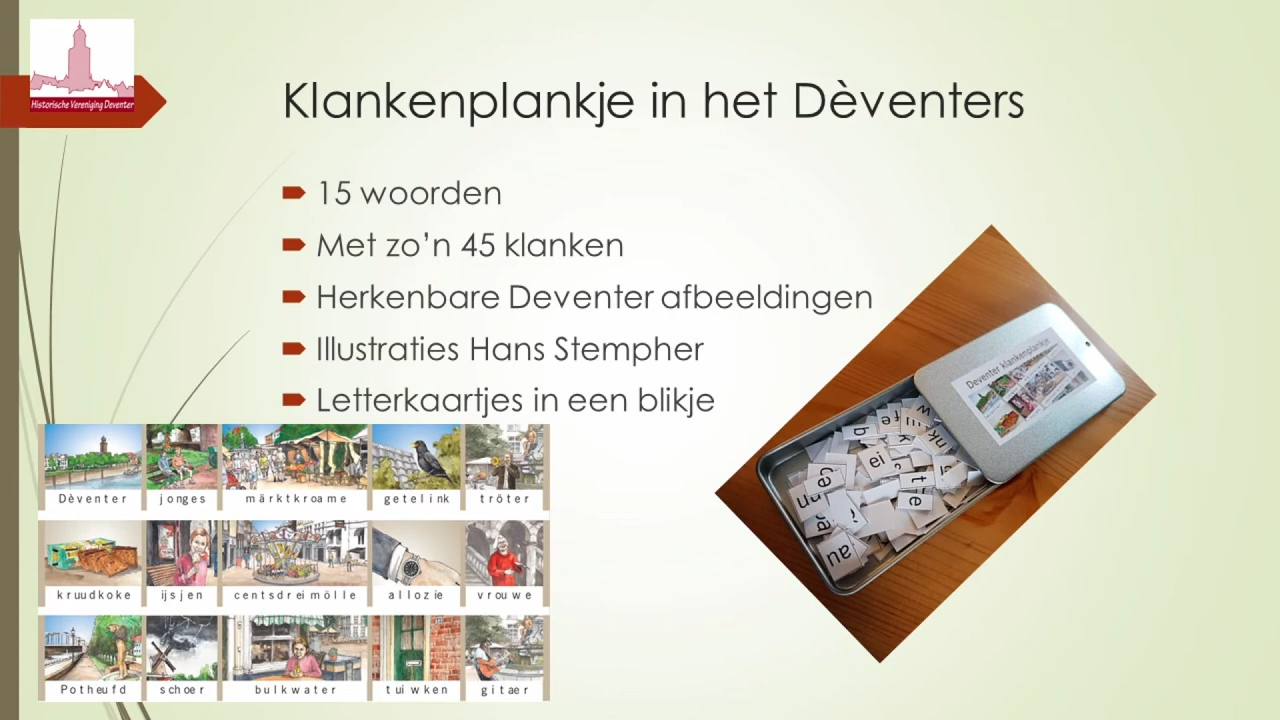 Historische Vereniging Deventer
Klankenplankje in het Dèventers
15 woorden
Met zo’n 45 klanken
Herkenbare Deventer afbeeldingen
Illustraties Hans Stempher
Letterkaartjes in een blikje
Dèventer jonges märktkroame getelink tröter
kruudkoke ijsjen centsdreimölle allozie vrouwe
Potheufd schoer bulkwater tuiwken gitaer
Deventer klankenplankje
ei
t
e
b
au